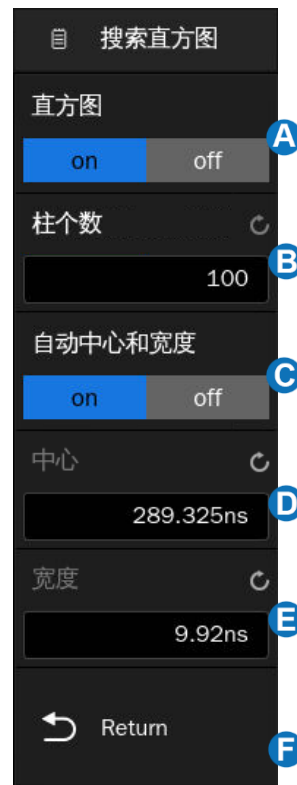 搜索直方图
直方图
on off
A
柱个数
100
B
自动中心和宽度
on off
C
中心
289.325ns
D
宽度
9.92ns
E
Return
F